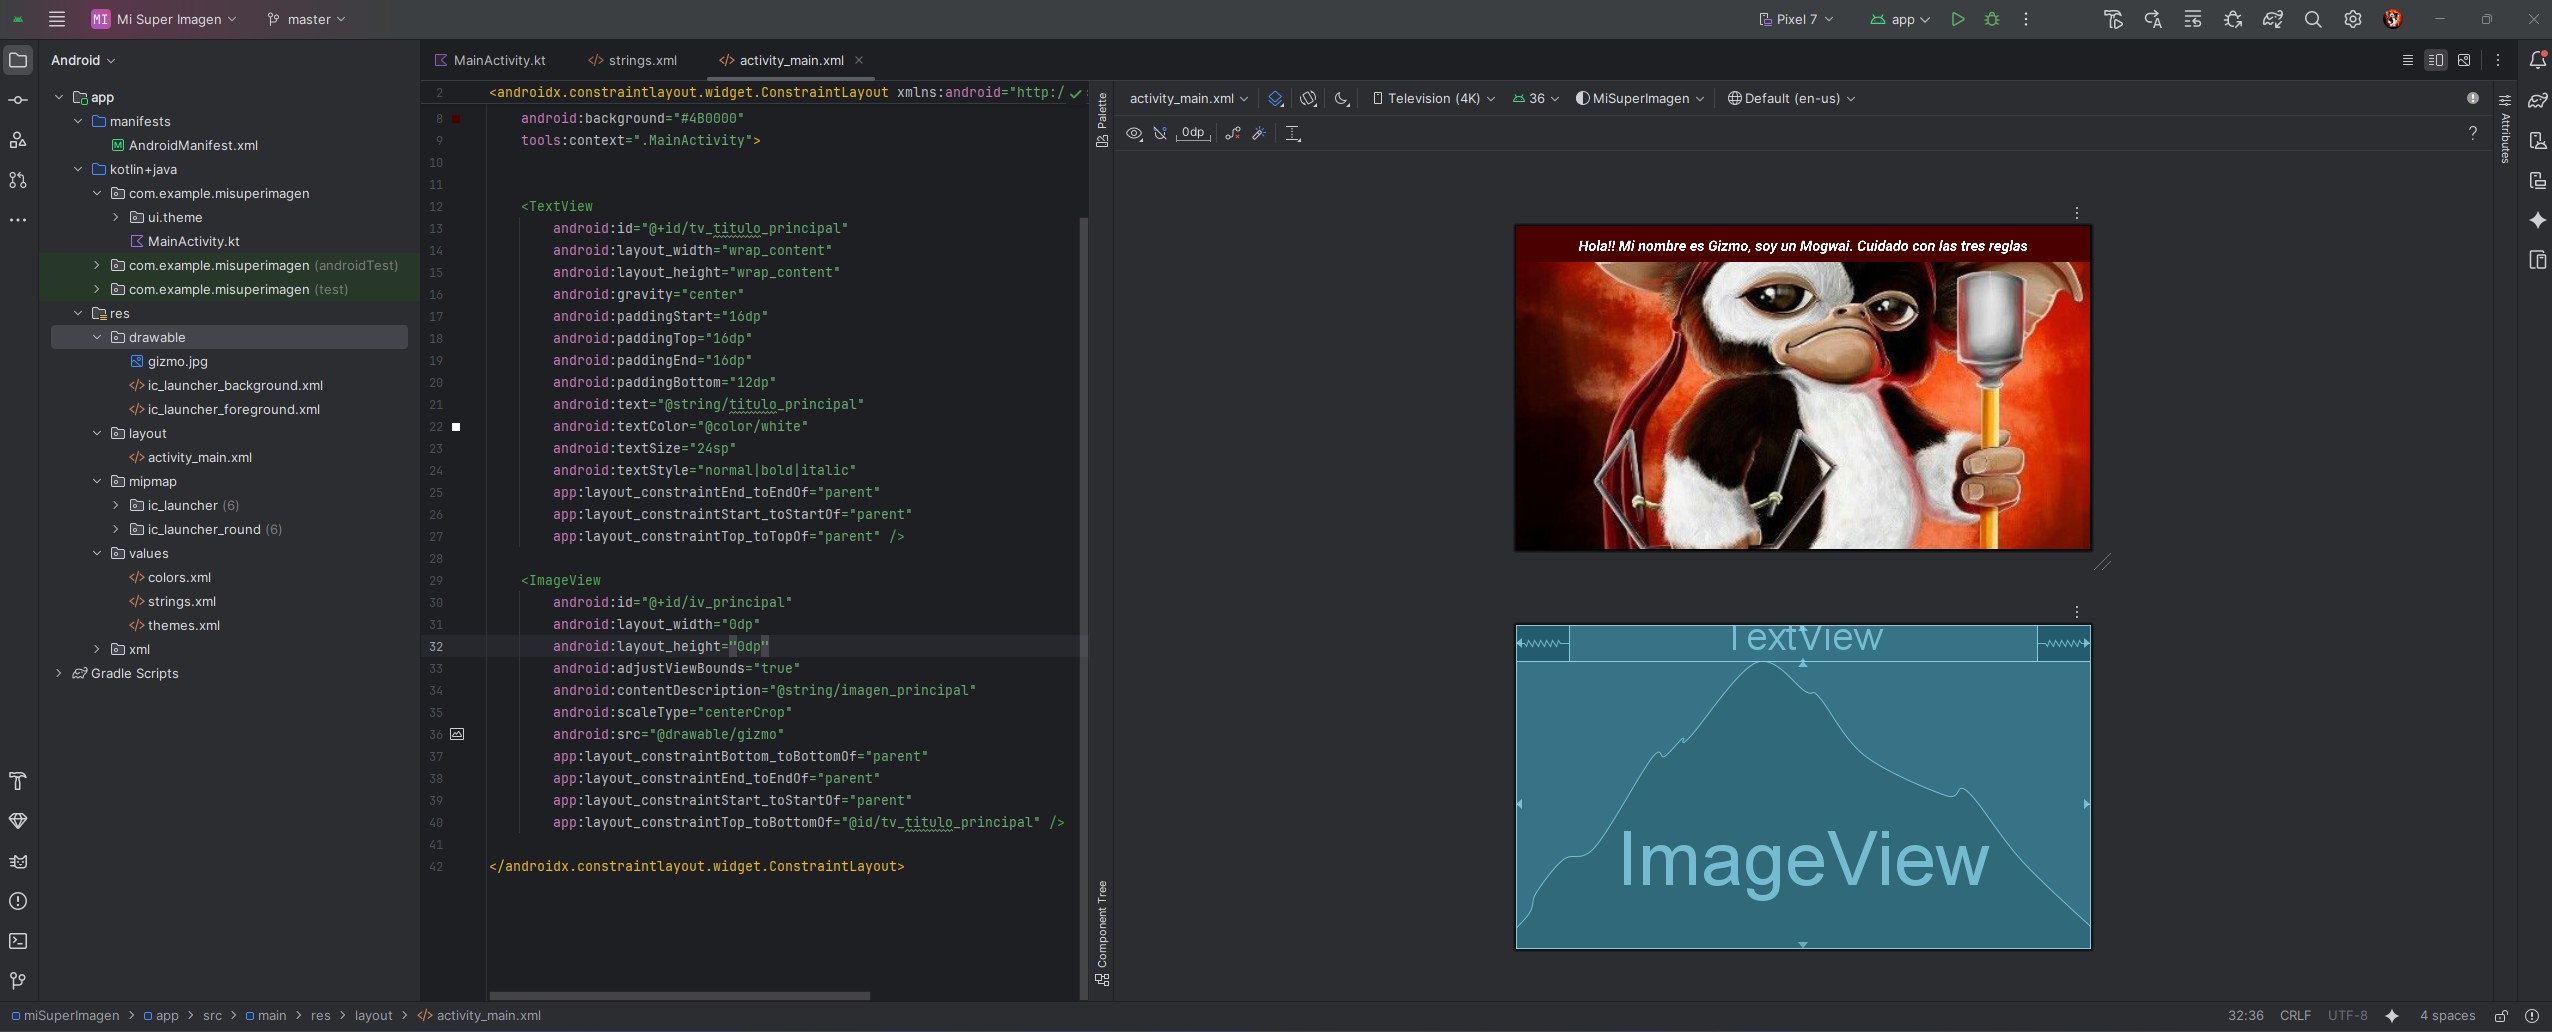 MI Mi Super Imagen master Pixel 7 app
Android
MainActivity.kt strings.xml activity_main.xml
app
manifests
AndroidManifest.xml
kotlin+java
com.example.misuperimagen
ui.theme
MainActivity.kt
com.example.misuperimagen (androidTest)
com.example.misuperimagen (test)
res
drawable
gizmo.jpg
ic_launcher_background.xml
ic_launcher_foreground.xml
layout
activity_main.xml
mipmap
ic_launcher (6)
ic_launcher_round (6)
values
colors.xml
strings.xml
themes.xml
xml
Gradle Scripts
2 <androidx.constraintlayout.widget.ConstraintLayout xmlns:android="http:/
8 android:background="#4B0000"
9 tools:context=".MainActivity">
10
11
12 <TextView
13 android:id="@+id/tv_titulo_principal"
14 android:layout_width="wrap_content"
15 android:layout_height="wrap_content"
16 android:gravity="center"
17 android:paddingStart="16dp"
18 android:paddingTop="16dp"
19 android:paddingEnd="16dp"
20 android:paddingBottom="12dp"
21 android:text="@string/titulo_principal"
22 android:textColor="@color/white"
23 android:textSize="24sp"
24 android:textStyle="normal|bold|italic"
25 app:layout_constraintEnd_toEndOf="parent"
26 app:layout_constraintStart_toStartOf="parent"
27 app:layout_constraintTop_toTopOf="parent" />
28
29 <ImageView
30 android:id="@+id/iv_principal"
31 android:layout_width="0dp"
32 android:layout_height="0dp"
33 android:adjustViewBounds="true"
34 android:contentDescription="@string/imagen_principal"
35 android:scaleType="centerCrop"
36 android:src="@drawable/gizmo"
37 app:layout_constraintBottom_toBottomOf="parent"
38 app:layout_constraintEnd_toEndOf="parent"
39 app:layout_constraintStart_toStartOf="parent"
40 app:layout_constraintTop_toBottomOf="@id/tv_titulo_principal" />
41
42 </androidx.constraintlayout.widget.ConstraintLayout>
Palette
Component Tree
activity_main.xml Television (4K) 36 MiSuperImagen Default (en-us)
0dp ?
Attributes
Hola!! Mi nombre es Gizmo, soy un Mogwai. Cuidado con las tres reglas
TextView
ImageView
miSuperImagen > app > src > main > res > layout > activity_main.xml 32:36 CRLF UTF-8 4 spaces